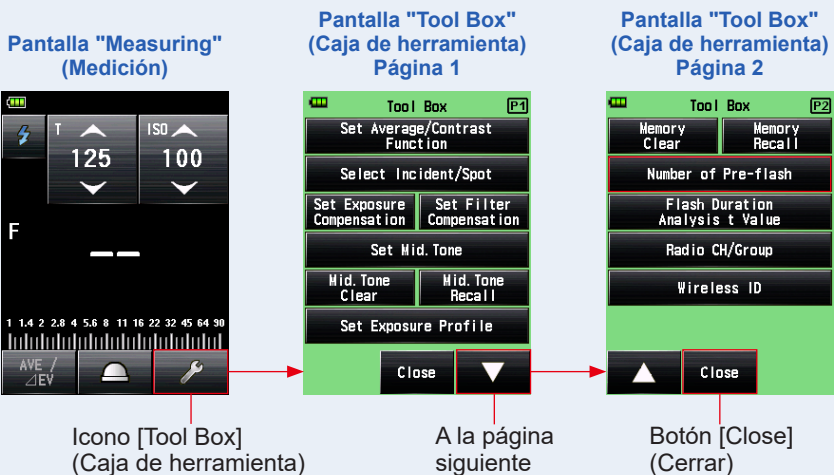 Pantalla "Measuring"
(Medición)
T
125
ISO
100
F
1 1.4 2 2.8 4 5.6 8 11 16 22 32 45 64 90
AVE /
⊿EV
Icono [Tool Box]
(Caja de herramienta)
Pantalla "Tool Box"
(Caja de herramienta)
Página 1
Tool Box
P1
Set Average/Contrast
Function
Select Incident/Spot
Set Exposure
Compensation
Set Filter
Compensation
Set Mid. Tone
Mid. Tone
Clear
Mid. Tone
Recall
Set Exposure Profile
Close
A la página
siguiente
Pantalla "Tool Box"
(Caja de herramienta)
Página 2
Tool Box
P2
Memory
Clear
Memory
Recall
Number of Pre-flash
Flash Duration
Analysis t Value
Radio CH/Group
Wireless ID
Close
Botón [Close]
(Cerrar)